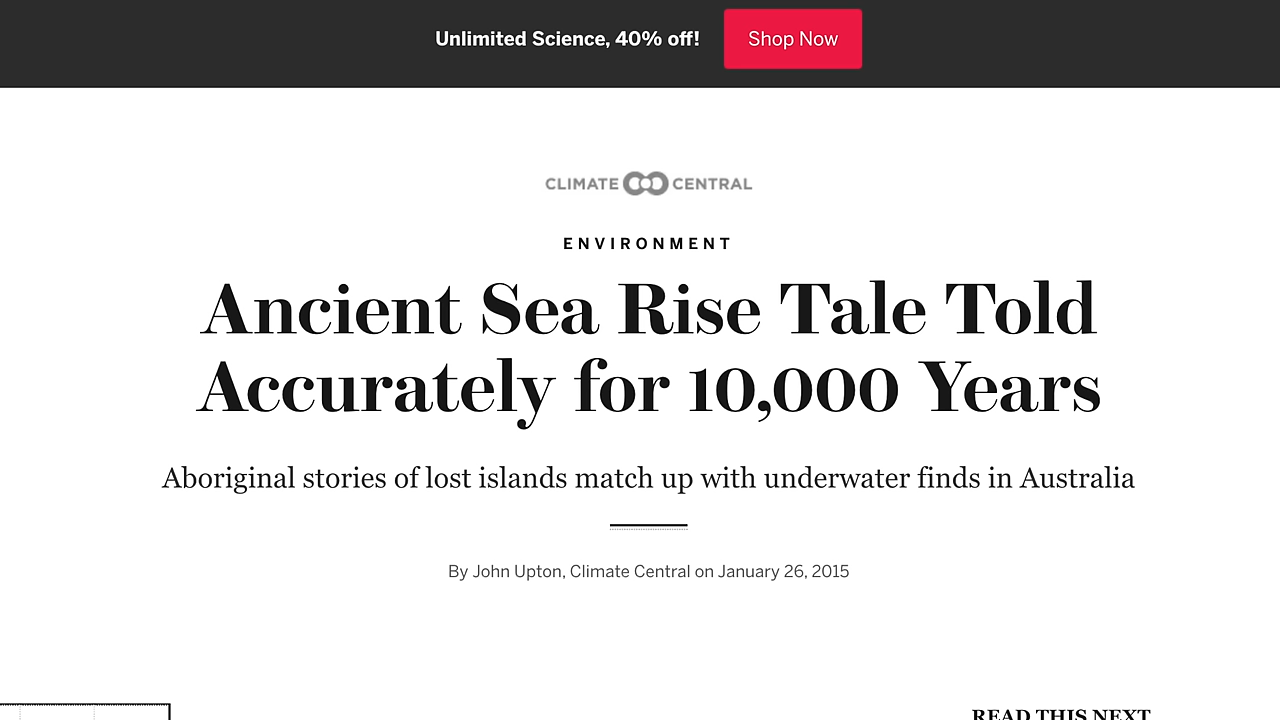 Unlimited Science, 40% off!
Shop Now
CLIMATE CENTRAL
ENVIRONMENT
Ancient Sea Rise Tale Told
Accurately for 10,000 Years
Aboriginal stories of lost islands match up with underwater finds in Australia
By John Upton, Climate Central on January 26, 2015
READ THIS NEXT